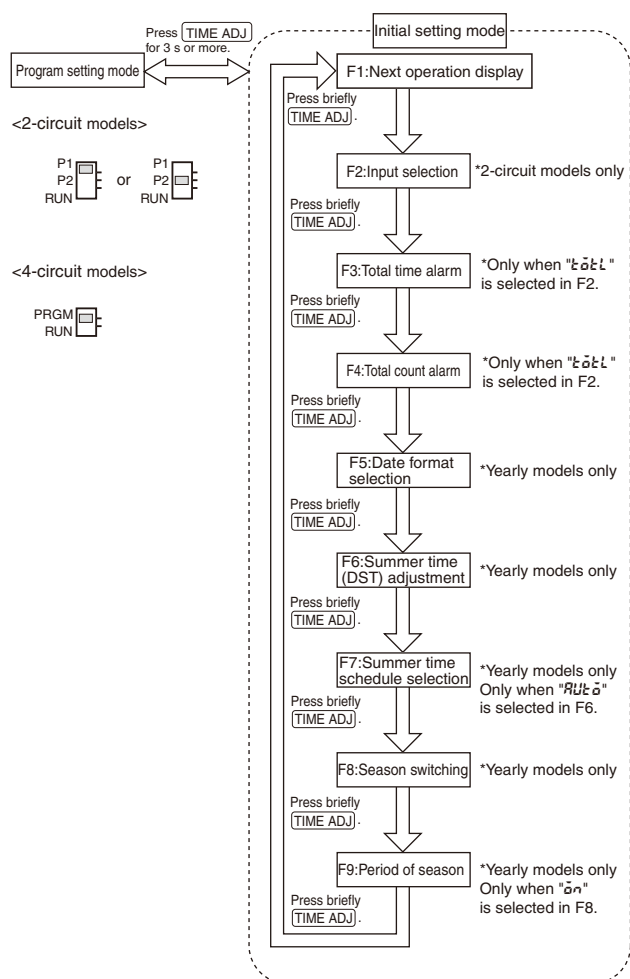 Press TIME ADJ
for 3 s or more.
Initial setting mode
Program setting mode
F1:Next operation display
Press briefly
TIME ADJ.
<2-circuit models>
P1
P2
RUN
or
P1
P2
RUN
F2:Input selection
*2-circuit models only
Press briefly
TIME ADJ.
<4-circuit models>
PRGM
RUN
F3:Total time alarm
*Only when "totL"
is selected in F2.
Press briefly
TIME ADJ.
F4:Total count alarm
*Only when "totL"
is selected in F2.
Press briefly
TIME ADJ.
F5:Date format
selection
*Yearly models only
Press briefly
TIME ADJ.
F6:Summer time
(DST) adjustment
*Yearly models only
Press briefly
TIME ADJ.
F7:Summer time
schedule selection
*Yearly models only
Only when "AUto"
is selected in F6.
Press briefly
TIME ADJ.
F8:Season switching
*Yearly models only
Press briefly
TIME ADJ.
F9:Period of season
*Yearly models only
Only when "on"
is selected in F8.
Press briefly
TIME ADJ.